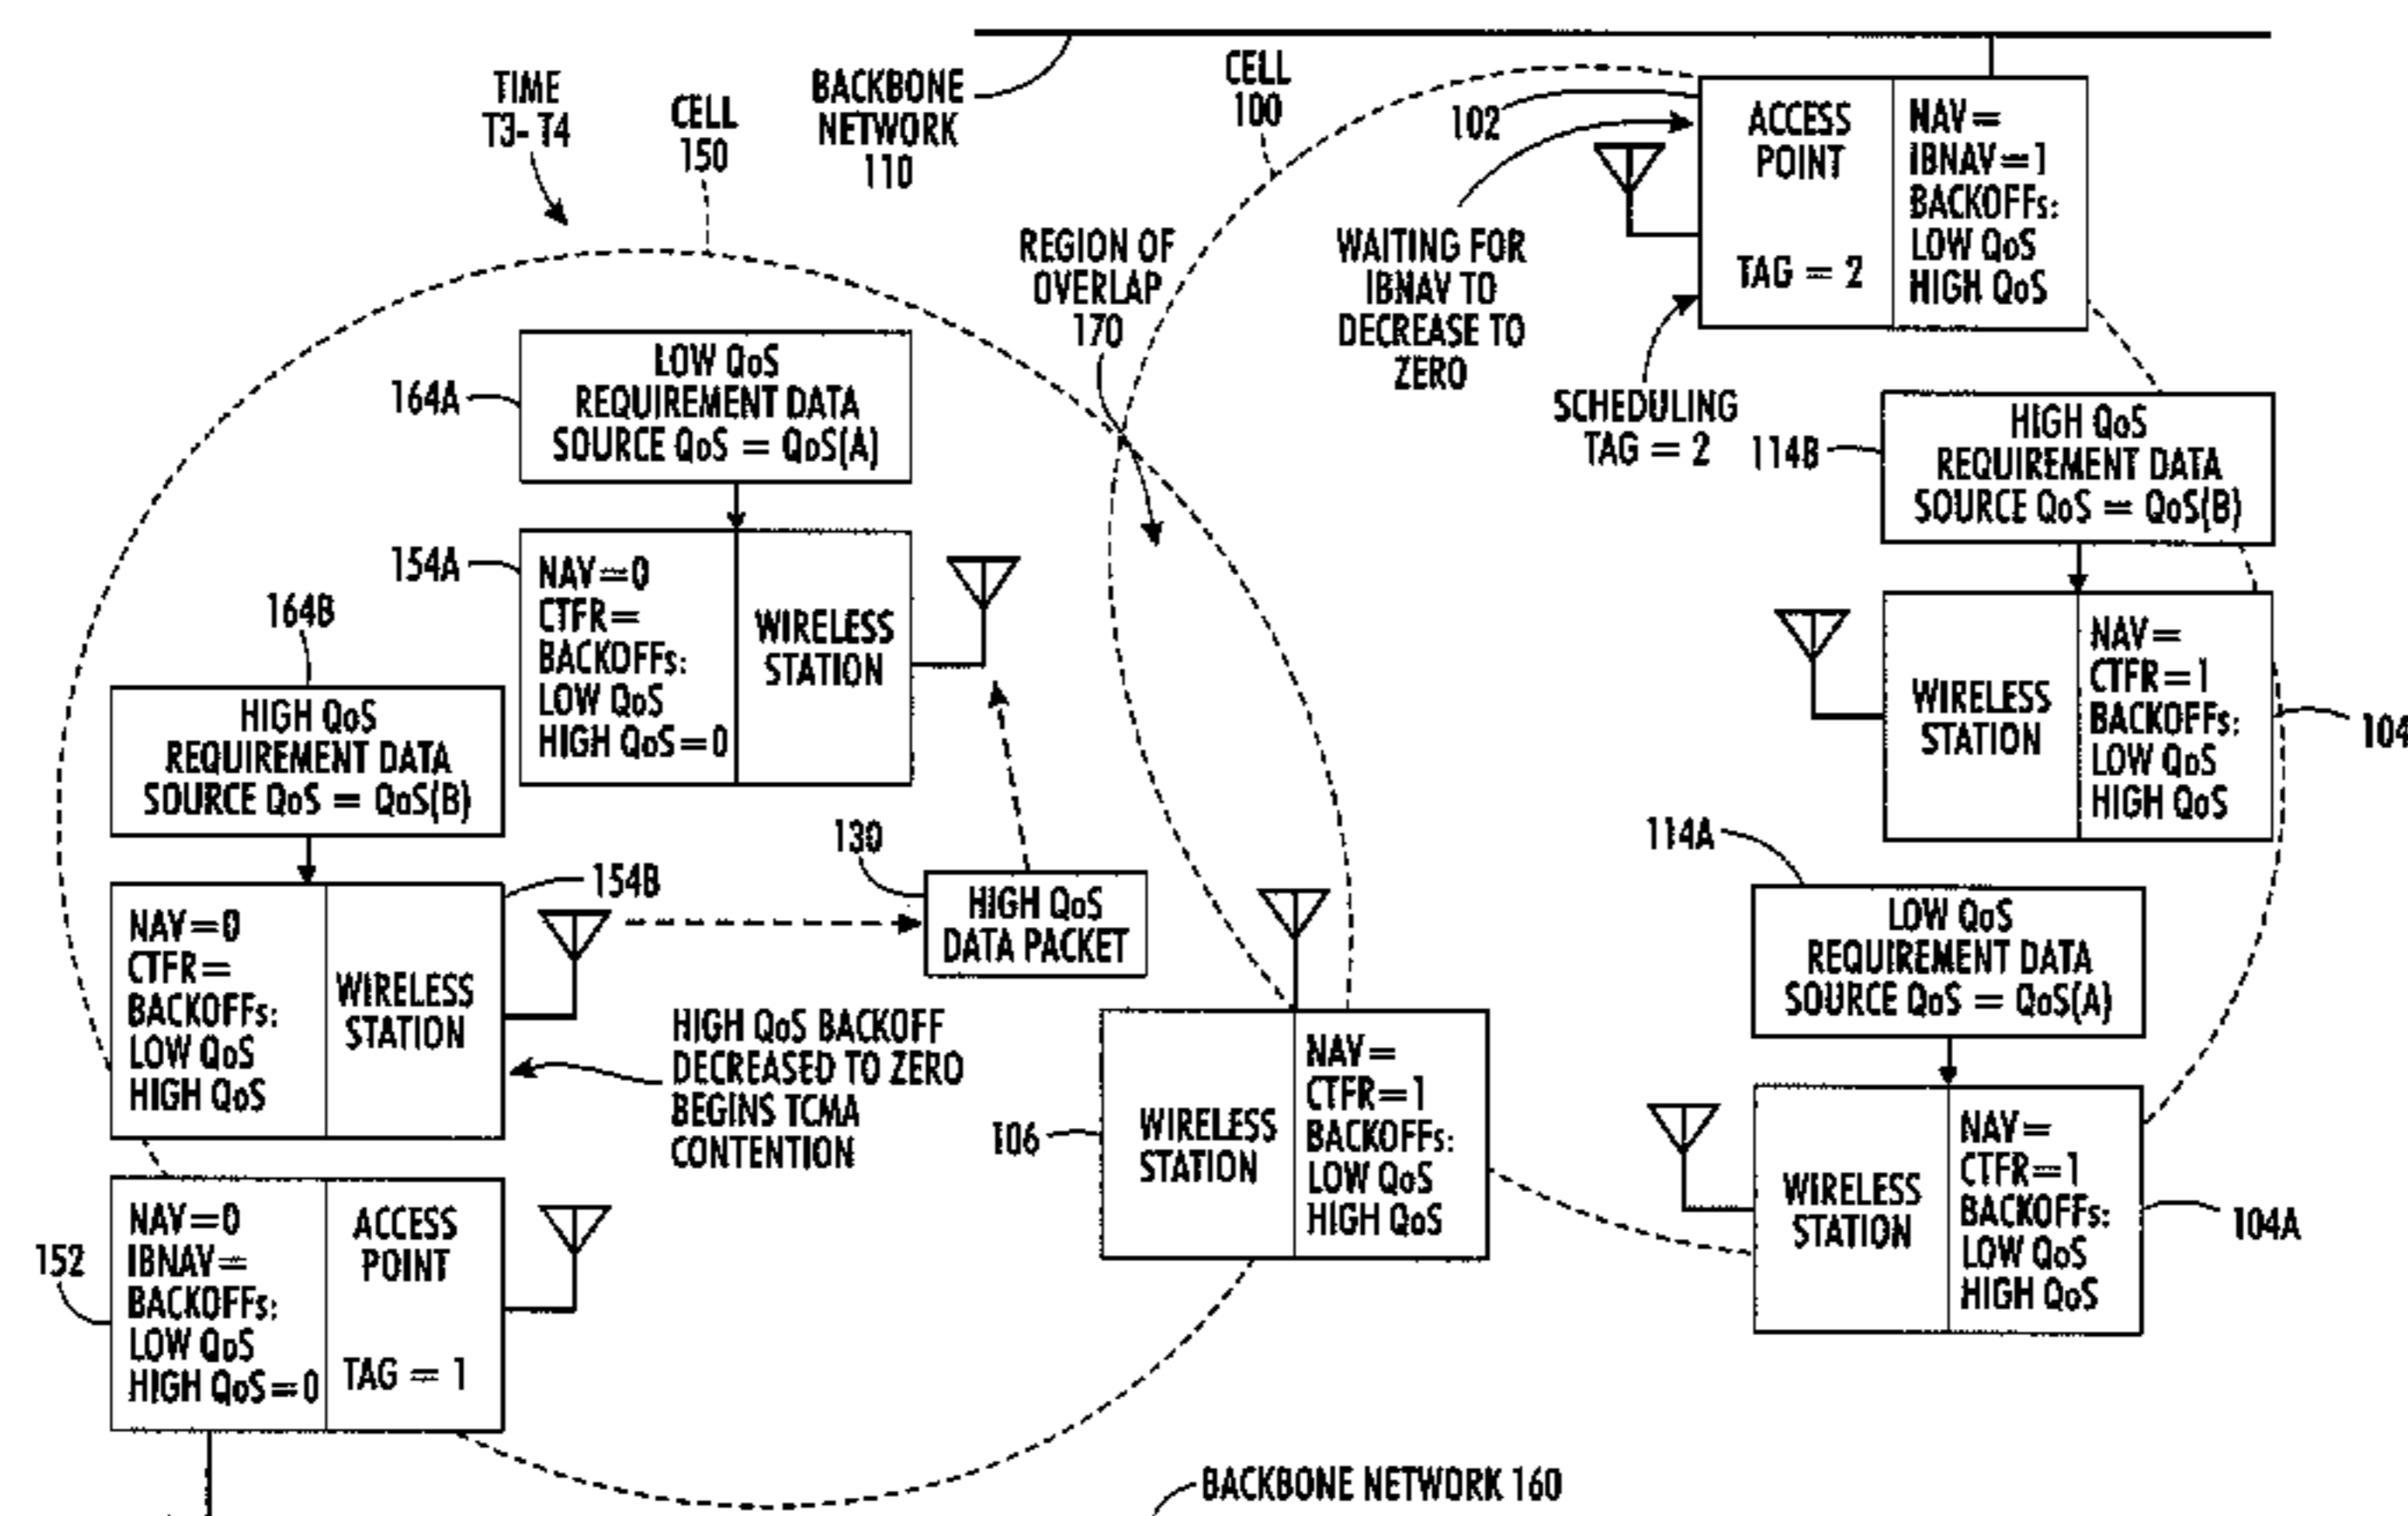 TIME
T3- T4
CELL
150
BACKBONE
NETWORK
110
CELL
100
102
ACCESS
POINT
TAG = 2
NAV=
IBNAV=1
BACKOFFs:
LOW QoS
HIGH QoS
REGION OF
OVERLAP
170
WAITING FOR
IBNAV TO
DECREASE TO
ZERO
SCHEDULING
TAG = 2
164A
LOW QoS
REQUIREMENT DATA
SOURCE QoS = QoS(A)
114B
HIGH QoS
REQUIREMENT DATA
SOURCE QoS = QoS(B)
154A
NAV=0
CTFR=
BACKOFFs:
LOW QoS
HIGH QoS=0
WIRELESS
STATION
WIRELESS
STATION
NAV=
CTFR=1
BACKOFFs:
LOW QoS
HIGH QoS
104
164B
HIGH QoS
REQUIREMENT DATA
SOURCE QoS = QoS(B)
130
HIGH QoS
DATA PACKET
114A
LOW QoS
REQUIREMENT DATA
SOURCE QoS = QoS(A)
154B
NAV=0
CTFR=
BACKOFFs:
LOW QoS
HIGH QoS
WIRELESS
STATION
HIGH QoS BACKOFF
DECREASED TO ZERO
BEGINS TCMA
CONTENTION
106
WIRELESS
STATION
NAV=
CTFR=1
BACKOFFs:
LOW QoS
HIGH QoS
WIRELESS
STATION
NAV=
CTFR=1
BACKOFFs:
LOW QoS
HIGH QoS
104A
152
NAV=0
IBNAV=
BACKOFFs:
LOW QoS
HIGH QoS=0
ACCESS
POINT
TAG = 1
BACKBONE NETWORK 160